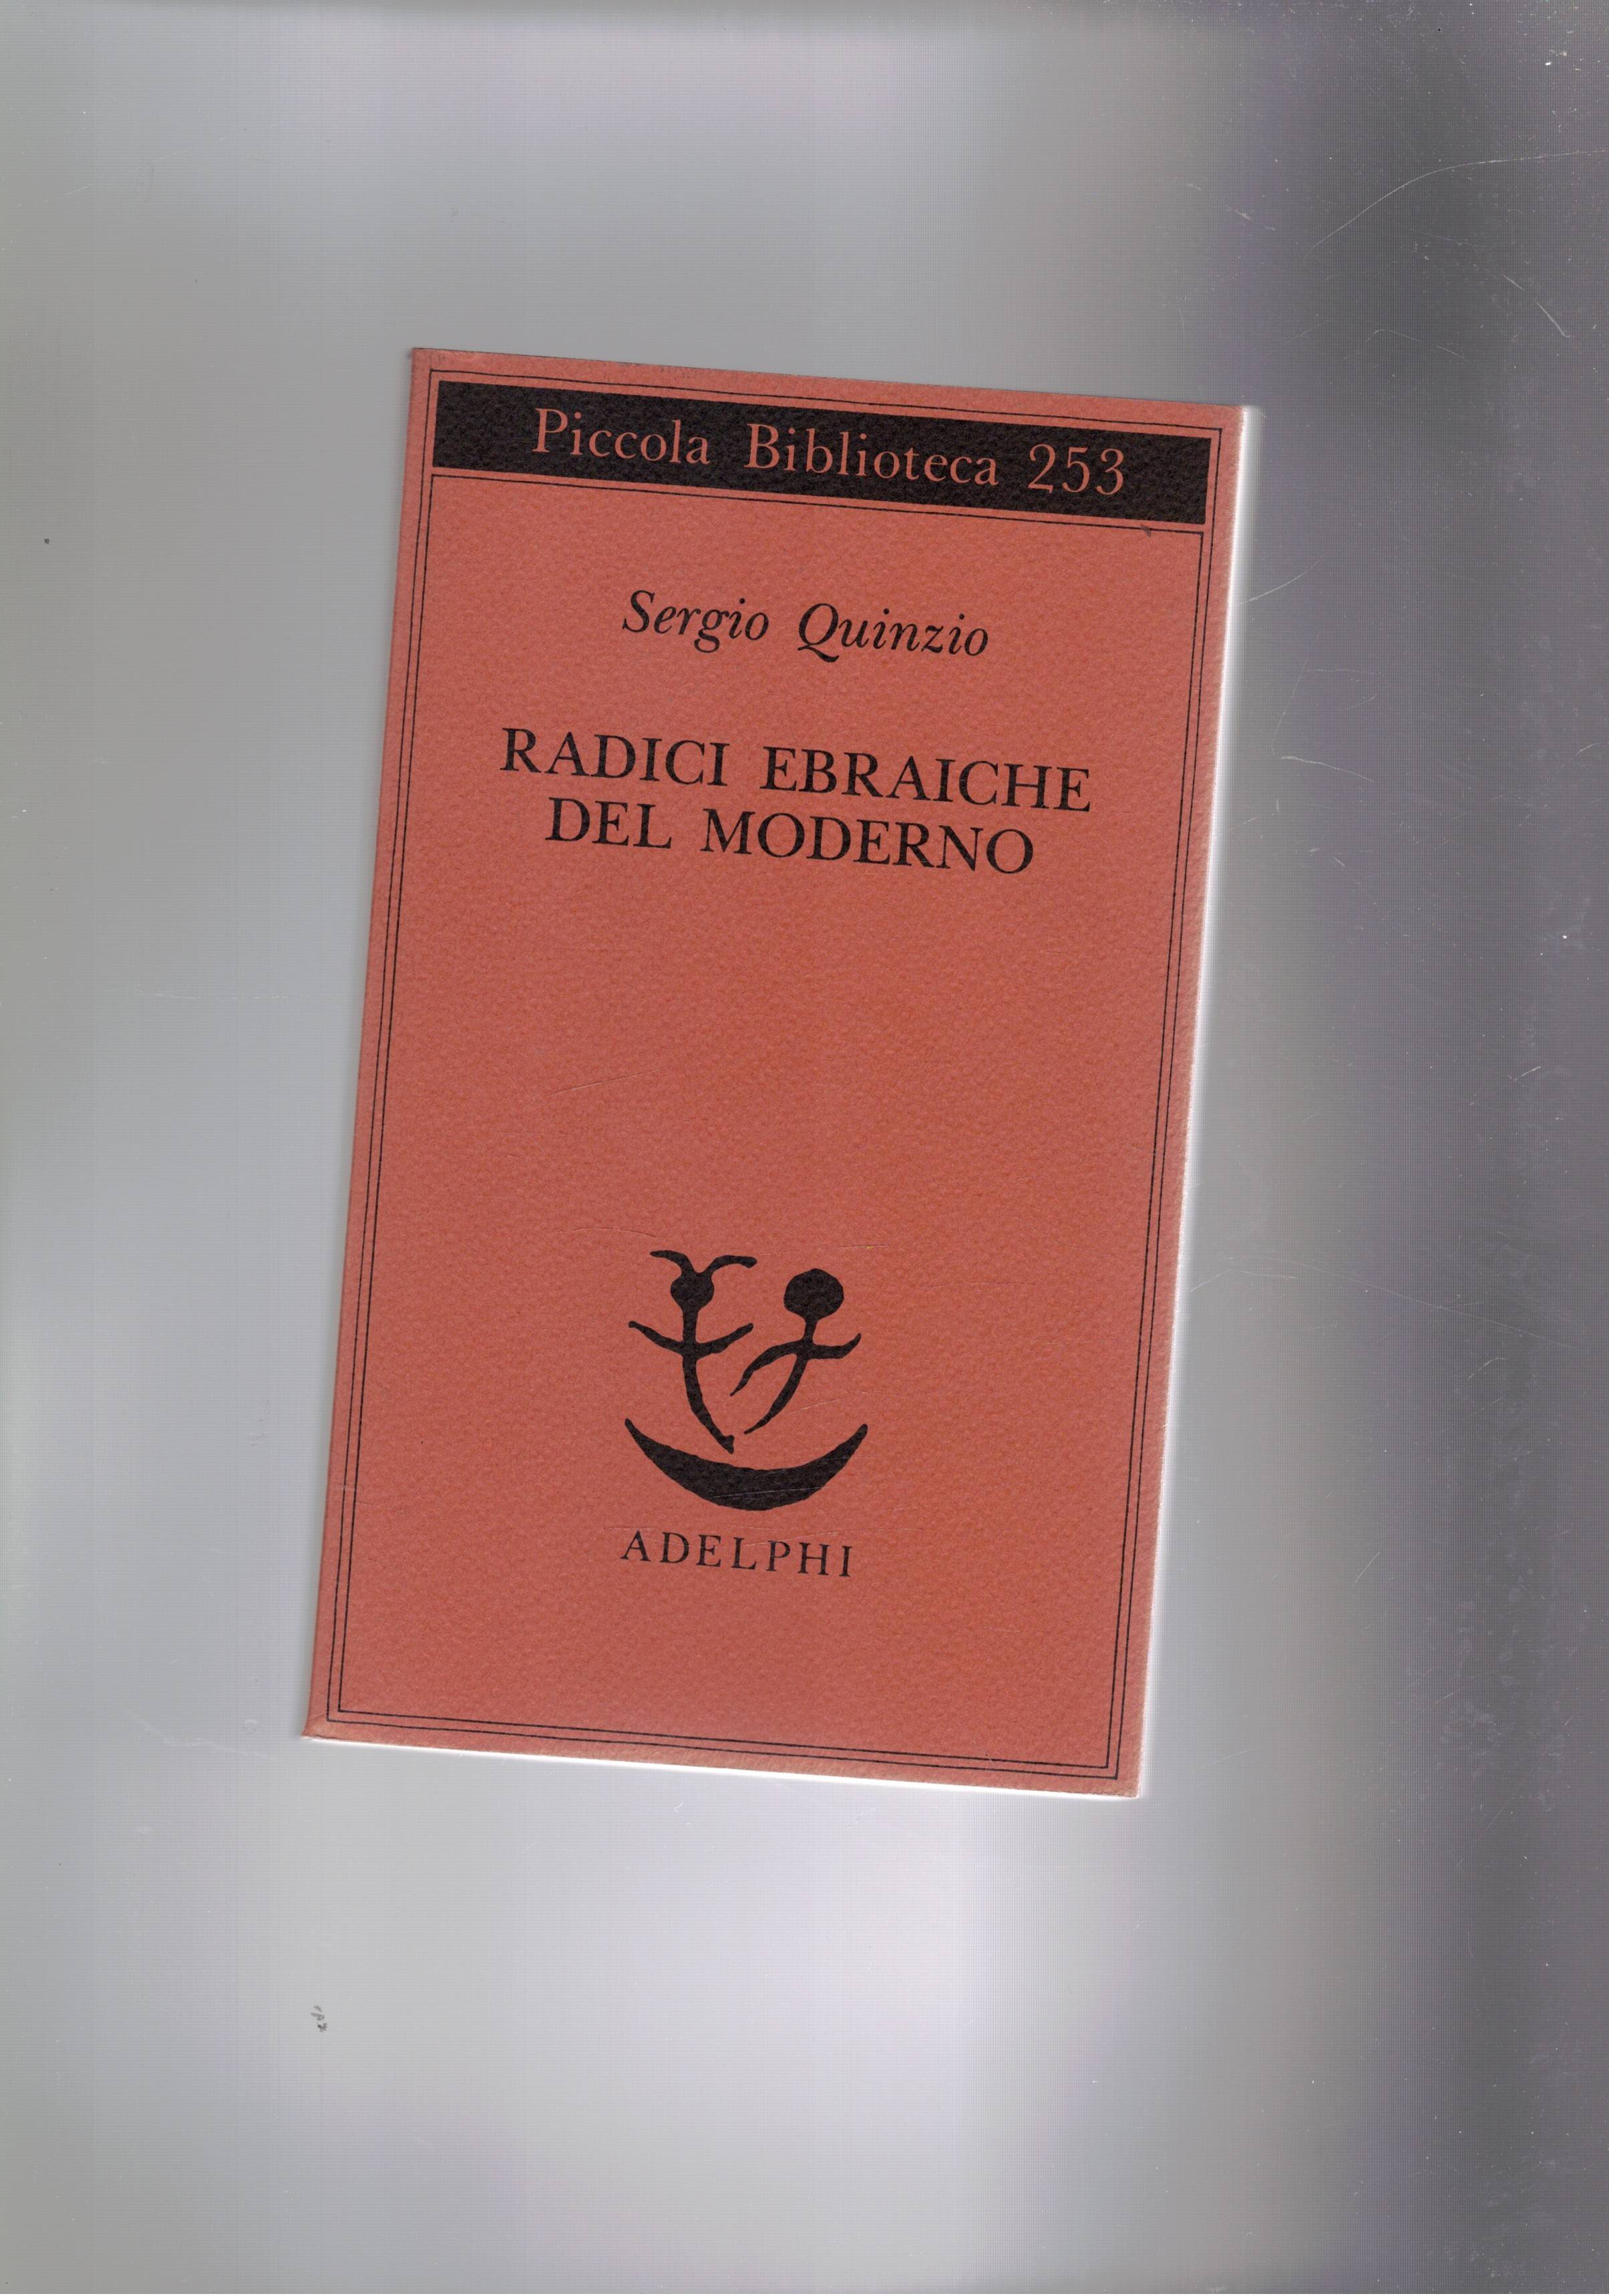 Piccola Biblioteca 253
Sergio Quinzio
RADICI EBRAICHE
DEL MODERNO
ADELPHI